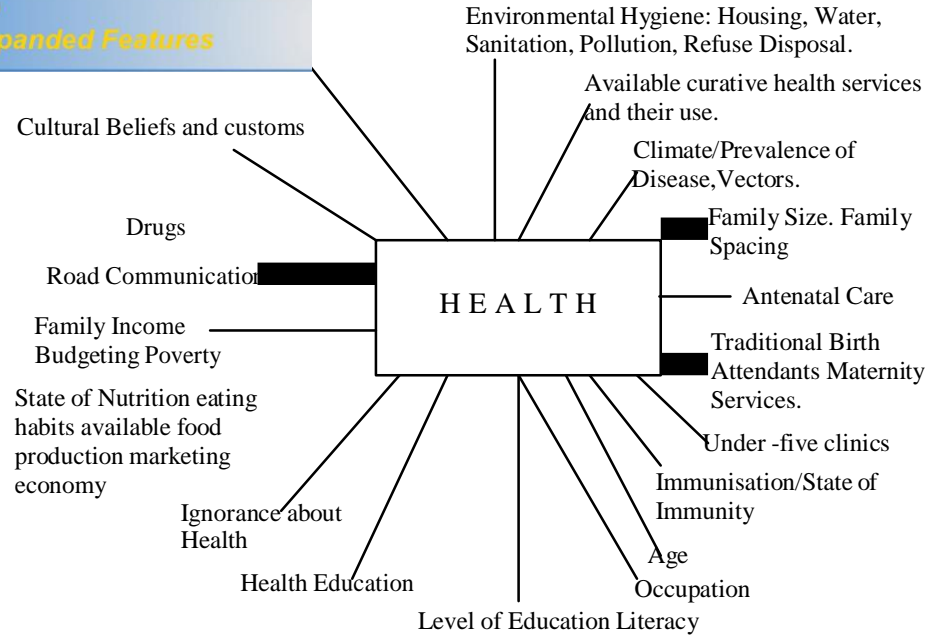 Expanded Features
Environmental Hygiene: Housing, Water,
Sanitation, Pollution, Refuse Disposal.
Available curative health services
and their use.
Cultural Beliefs and customs
Climate/Prevalence of
Disease,Vectors.
Drugs
Family Size. Family
Spacing
Road Communication
HEALTH
Antenatal Care
Family Income
Budgeting Poverty
Traditional Birth
Attendants Maternity
Services.
State of Nutrition eating
habits available food
production marketing
economy
Under -five clinics
Immunisation/State of
Immunity
Ignorance about
Health
Age
Health Education
Occupation
Level of Education Literacy